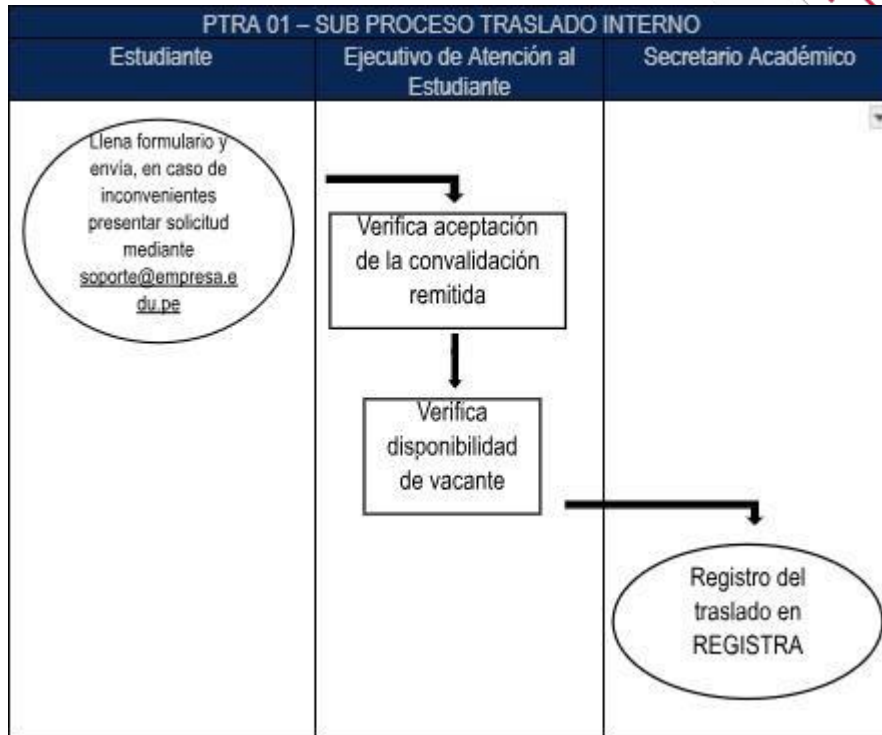 PTRA 01 – SUB PROCESO TRASLADO INTERNO
Estudiante
Ejecutivo de Atención al
Estudiante
Secretario Académico
Llena formulario y
envía, en caso de
inconvenientes
presentar solicitud
mediante
soporte@empresa.e
du.pe
Verifica aceptación
de la convalidación
remitida
Verifica
disponibilidad
de vacante
Registro del
traslado en
REGISTRA